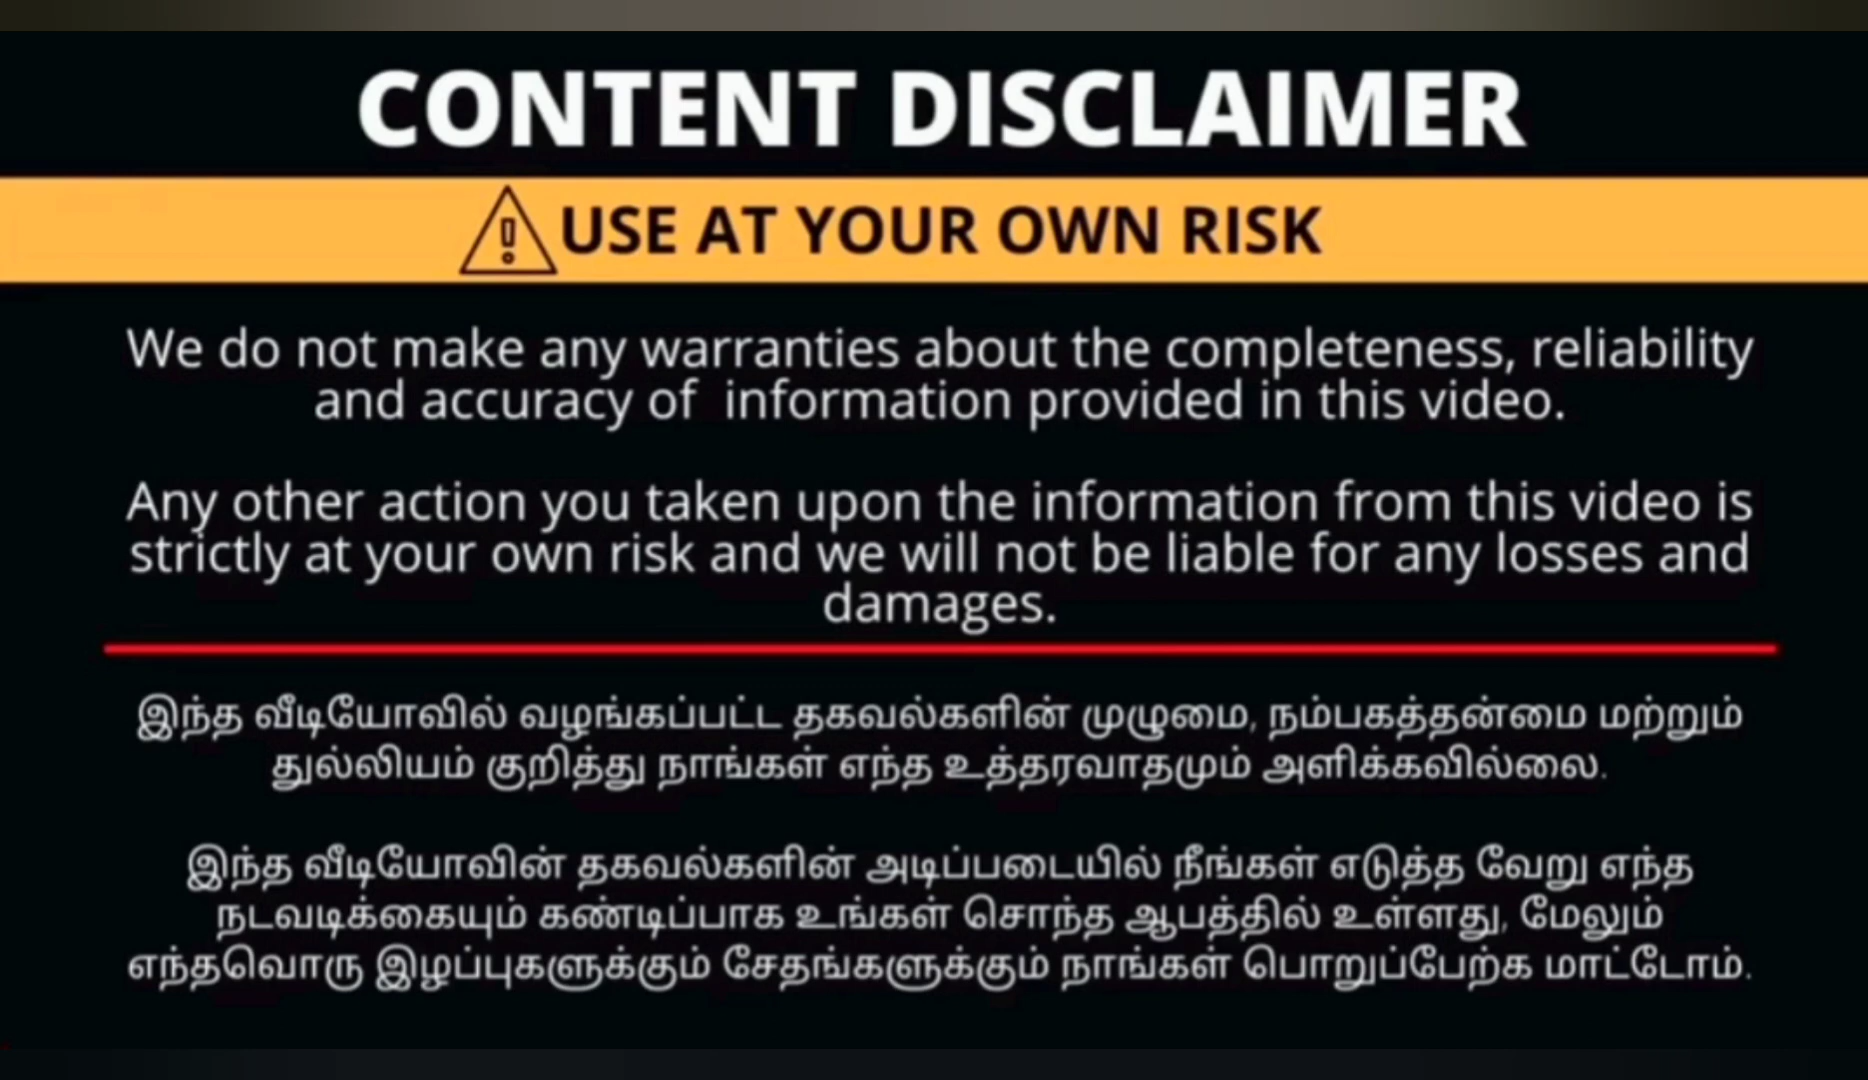 CONTENT DISCLAIMER
USE AT YOUR OWN RISK
We do not make any warranties about the completeness, reliability
and accuracy of  information provided in this video.
Any other action you taken upon the information from this video is
strictly at your own risk and we will not be liable for any losses and
damages.
இந்த வீடியோவில் வழங்கப்பட்ட தகவல்களின் முழுமை, நம்பகத்தன்மை மற்றும்
துல்லியம் குறித்து நாங்கள் எந்த உத்தரவாதமும் அளிக்கவில்லை.
இந்த வீடியோவின் தகவல்களின் அடிப்படையில் நீங்கள் எடுத்த வேறு எந்த
நடவடிக்கையும் கண்டிப்பாக உங்கள் சொந்த ஆபத்தில் உள்ளது, மேலும்
எந்தவொரு இழப்புகளுக்கும் சேதங்களுக்கும் நாங்கள் பொறுப்பேற்க மாட்டோம்.